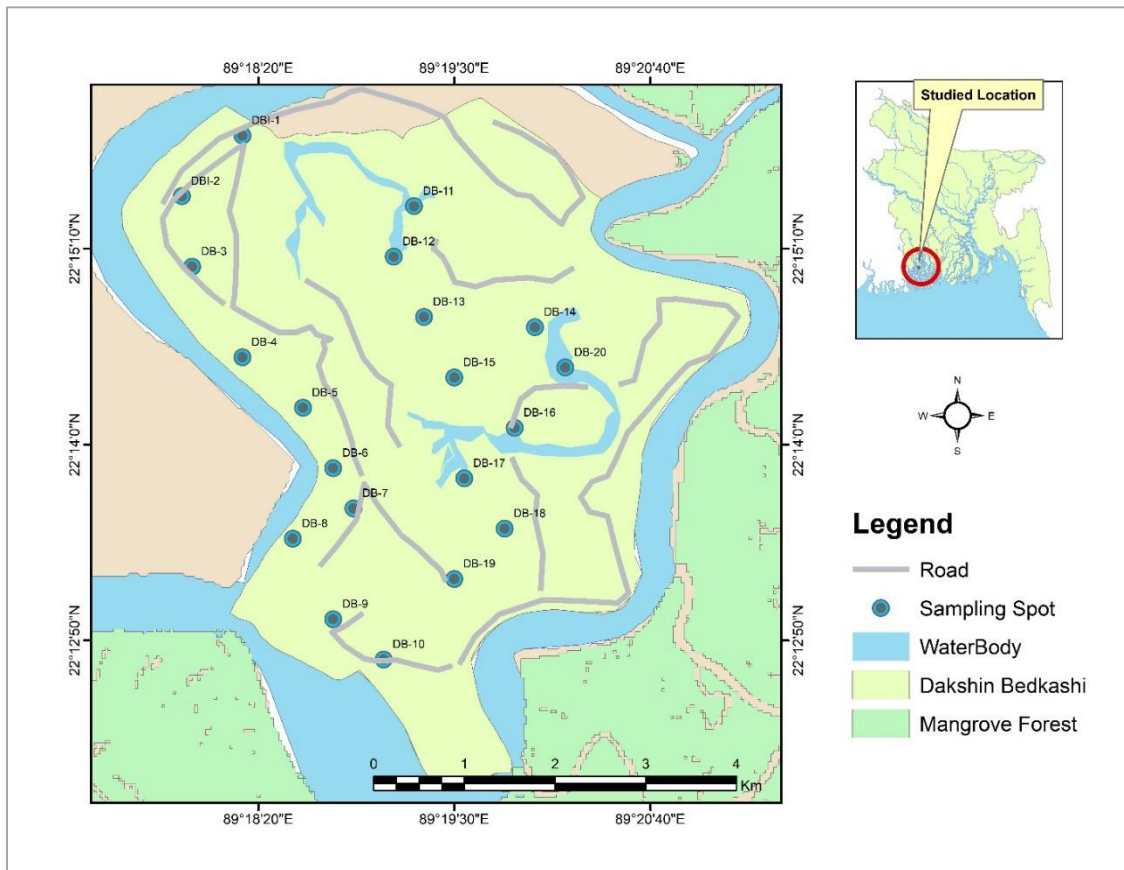 89°18'20"E
89°19'30"E
89°20'40"E
22°15'10"N
22°14'0"N
22°12'50"N
DBI-1
DBI-2
DB-11
DB-12
DB-3
DB-13
DB-14
DB-4
DB-15
DB-20
DB-5
DB-16
DB-6
DB-17
DB-7
DB-8
DB-18
DB-19
DB-9
DB-10
0 1 2 3 4
Km
22°15'10"N
22°14'0"N
22°12'50"N
89°18'20"E
89°19'30"E
89°20'40"E
Studied Location
N
W E
S
Legend
Road
Sampling Spot
WaterBody
Dakshin Bedkashi
Mangrove Forest